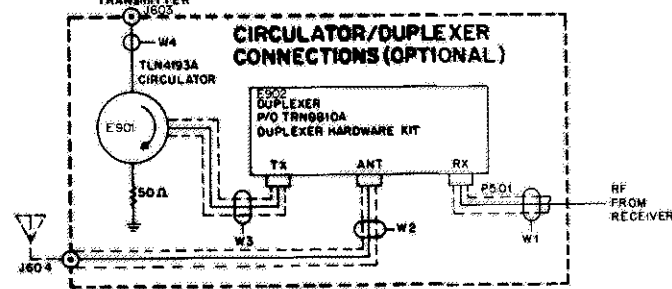 TRANSMITTER
J603
W4
CIRCULATOR/DUPLEXER
CONNECTIONS (OPTIONAL)
TLN4193A
CIRCULATOR
E901
E902
DUPLEXER
P/O TRN9810A
DUPLEXER HARDWARE KIT
TX
ANT
RX
50Ω
P501
RF
FROM
RECEIVER
W3
W2
W1
J604